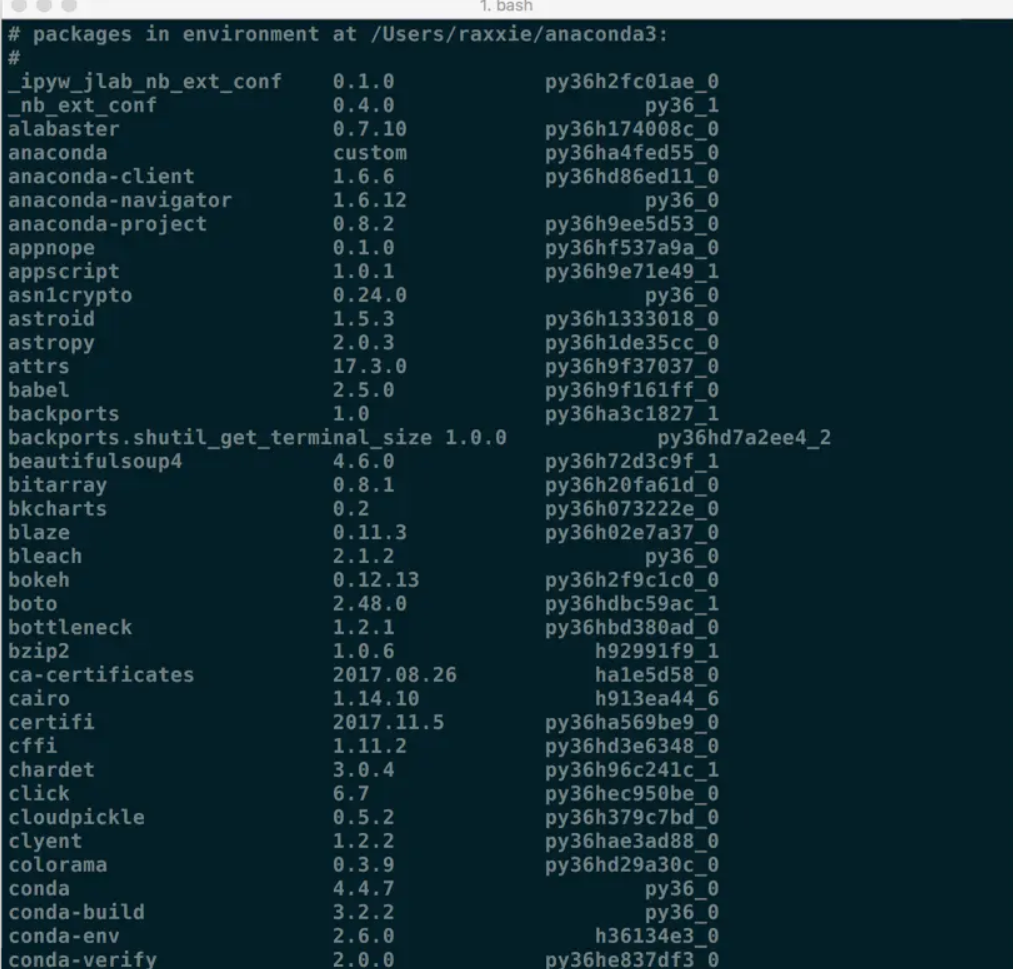 1. bash
# packages in environment at /Users/raxxie/anaconda3:
#
_ipyw_jlab_nb_ext_conf    0.1.0            py36h2fc01ae_0
_nb_ext_conf              0.4.0                    py36_1
alabaster                 0.7.10           py36h174008c_0
anaconda                  custom           py36ha4fed55_0
anaconda-client           1.6.6            py36hd86ed11_0
anaconda-navigator        1.6.12                   py36_0
anaconda-project          0.8.2            py36h9ee5d53_0
appnope                   0.1.0            py36hf537a9a_0
appscript                 1.0.1            py36h9e71e49_1
asn1crypto                0.24.0                   py36_0
astroid                   1.5.3            py36h1333018_0
astropy                   2.0.3            py36h1de35cc_0
attrs                     17.3.0           py36h9f37037_0
babel                     2.5.0            py36h9f161ff_0
backports                 1.0              py36ha3c1827_1
backports.shutil_get_terminal_size 1.0.0            py36hd7a2ee4_2
beautifulsoup4            4.6.0            py36h72d3c9f_1
bitarray                  0.8.1            py36h20fa61d_0
bkcharts                  0.2              py36h073222e_0
blaze                     0.11.3           py36h02e7a37_0
bleach                    2.1.2                    py36_0
bokeh                     0.12.13          py36h2f9c1c0_0
boto                      2.48.0           py36hdbc59ac_1
bottleneck                1.2.1            py36hbd380ad_0
bzip2                     1.0.6                h92991f9_1
ca-certificates           2017.08.26           ha1e5d58_0
cairo                     1.14.10              h913ea44_6
certifi                   2017.11.5        py36ha569be9_0
cffi                      1.11.2           py36hd3e6348_0
chardet                   3.0.4            py36h96c241c_1
click                     6.7              py36hec950be_0
cloudpickle               0.5.2            py36h379c7bd_0
clyent                    1.2.2            py36hae3ad88_0
colorama                  0.3.9            py36hd29a30c_0
conda                     4.4.7                    py36_0
conda-build               3.2.2                    py36_0
conda-env                 2.6.0                h36134e3_0
conda-verify              2.0.0            py36he837df3_0